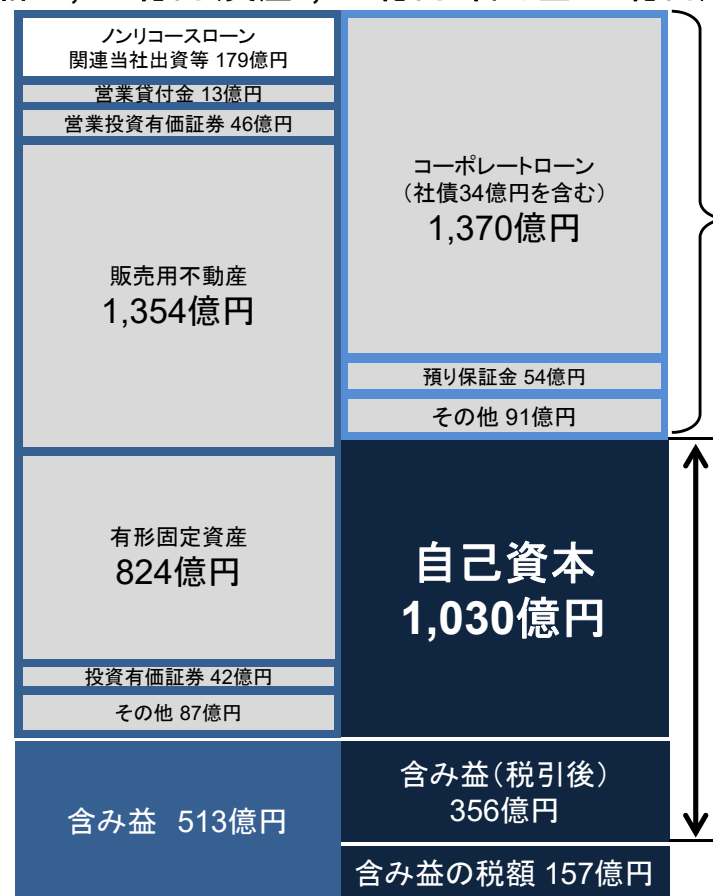 ノンリコースローン
関連当社出資等 179億円
営業貸付金 13億円
営業投資有価証券 46億円
販売用不動産
1,354億円
有形固定資産
824億円
投資有価証券 42億円
その他 87億円
含み益 513億円
コーポレートローン
（社債34億円を含む）
1,370億円
預り保証金 54億円
その他 91億円
自己資本
1,030億円
含み益（税引後）
356億円
含み益の税額 157億円